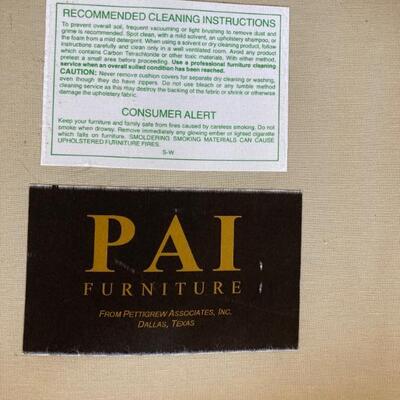 RECOMMENDED CLEANING INSTRUCTIONS
To prevent overall soil, frequent vacuuming or light brushing to remove dust and
grime is recommended. Spot clean, with a mild solvent, an upholstery shampoo, or
the foam from a mild detergent. When using a solvent or dry cleaning product, follow
instructions carefully and clean only in a well ventilated room. Avoid any product
which contains Carbon Tetrachloride or other toxic materials. With either method,
pretest a small area before proceeding. Use a professional furniture cleaning
service when an overall sullied condition has been reached.
CAUTION: Never remove cushion covers for separate dry cleaning or washing,
even though they do have zippers. Do not use bleach or any tumble method
cleaning service as this may destroy the backing of the fabric or shrink or otherwise
damage the upholstery fabric.
CONSUMER ALERT
Keep your furniture and family safe from fires caused by careless smoking. Do not
smoke when drowsy. Remove immediately any glowing ember or lighted cigarette
which falls on furniture. SMOLDERING SMOKING MATERIALS CAN CAUSE
UPHOLSTERED FURNITURE FIRES.
S-W
PAI
FURNITURE
FROM PETTIGREW ASSOCIATES, INC.
DALLAS, TEXAS